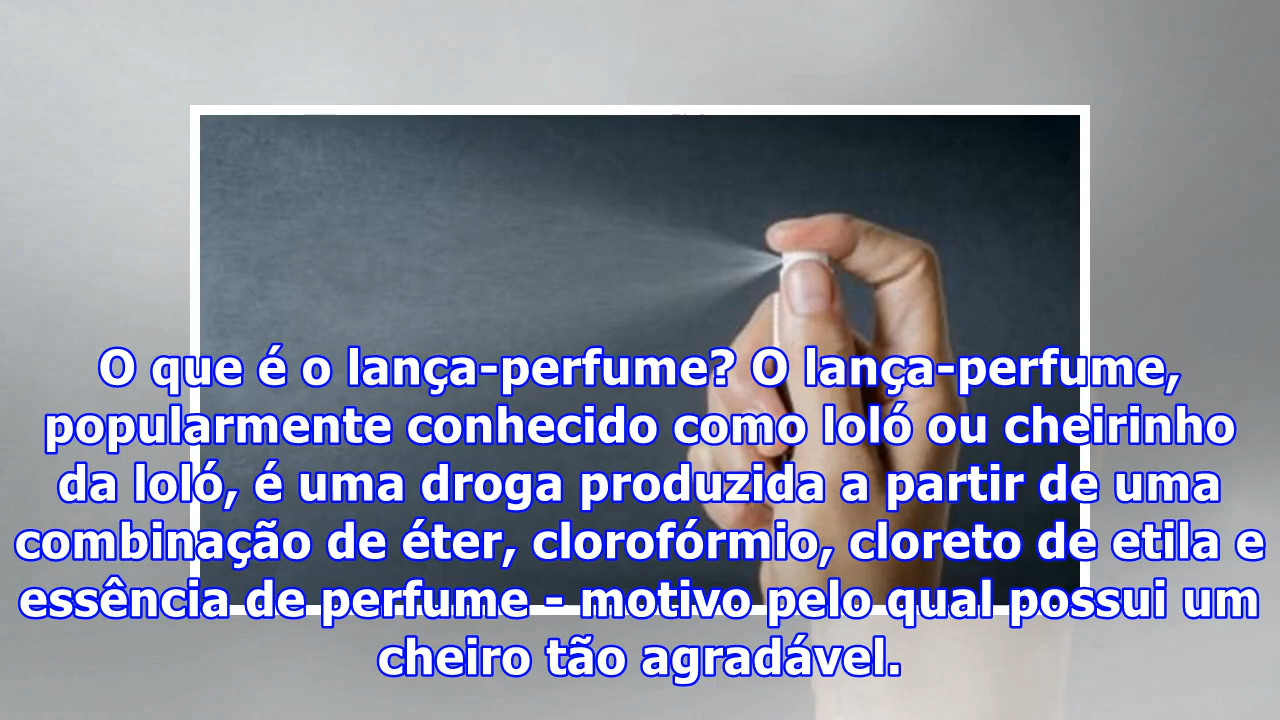 O que é o lança-perfume? O lança-perfume,
popularmente conhecido como loló ou cheirinho
da loló, é uma droga produzida a partir de uma
combinação de éter, clorofórmio, cloreto de etila e
essência de perfume - motivo pelo qual possui um
cheiro tão agradável.